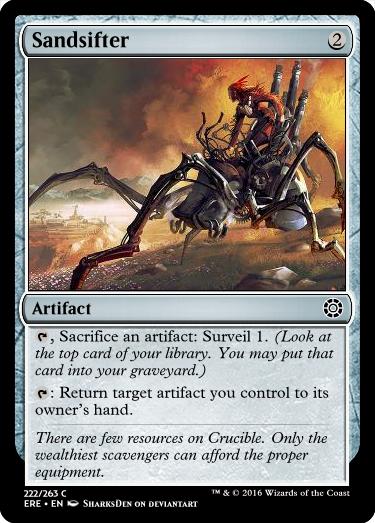 Sandsifter 2
Artifact
, Sacrifice an artifact: Surveil 1. (Look at
the top card of your library. You may put that
card into your graveyard.)
: Return target artifact you control to its
owner's hand.
There are few resources on Crucible. Only the
wealthiest scavengers can afford the proper
equipment.
222/263 C
ERE • EN SharksDen on deviantart
™ & © 2016 Wizards of the Coast